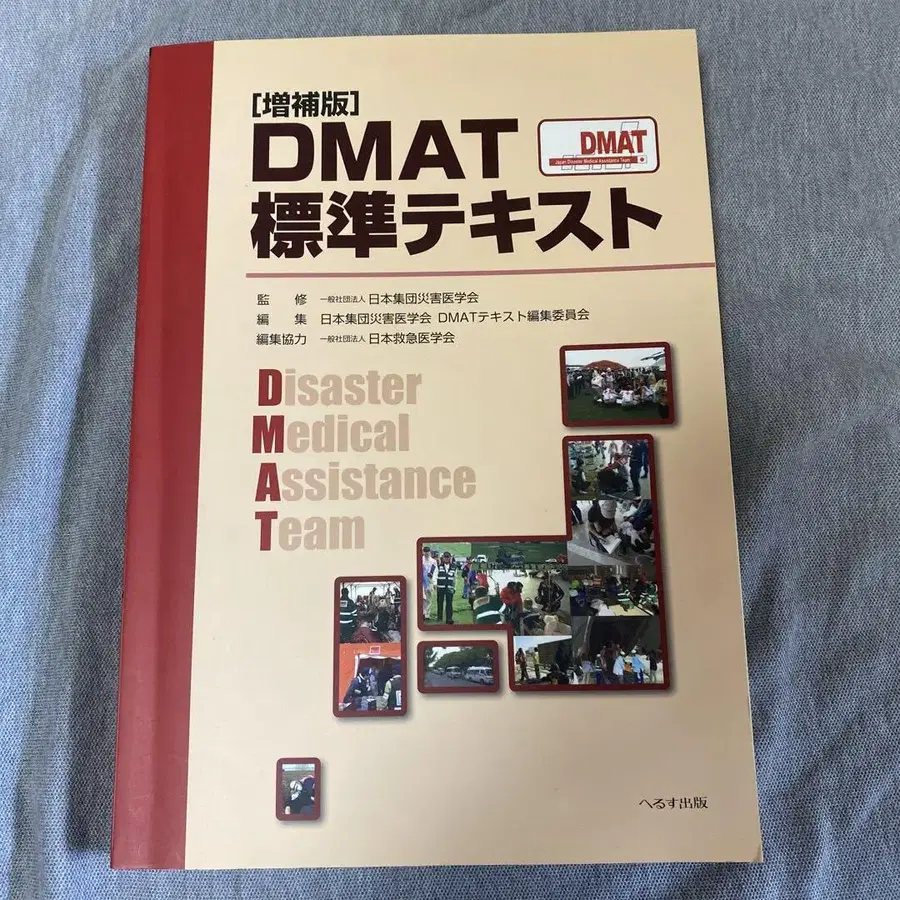 [増補版]
DMAT
標準テキスト
DMAT
Japan Disaster Medical Assistance Team
監　修　一般社団法人 日本集団災害医学会
編　集　日本集団災害医学会 DMATテキスト編集委員会
編集協力　一般社団法人 日本救急医学会
Disaster
Medical
Assistance
Team
へるす出版